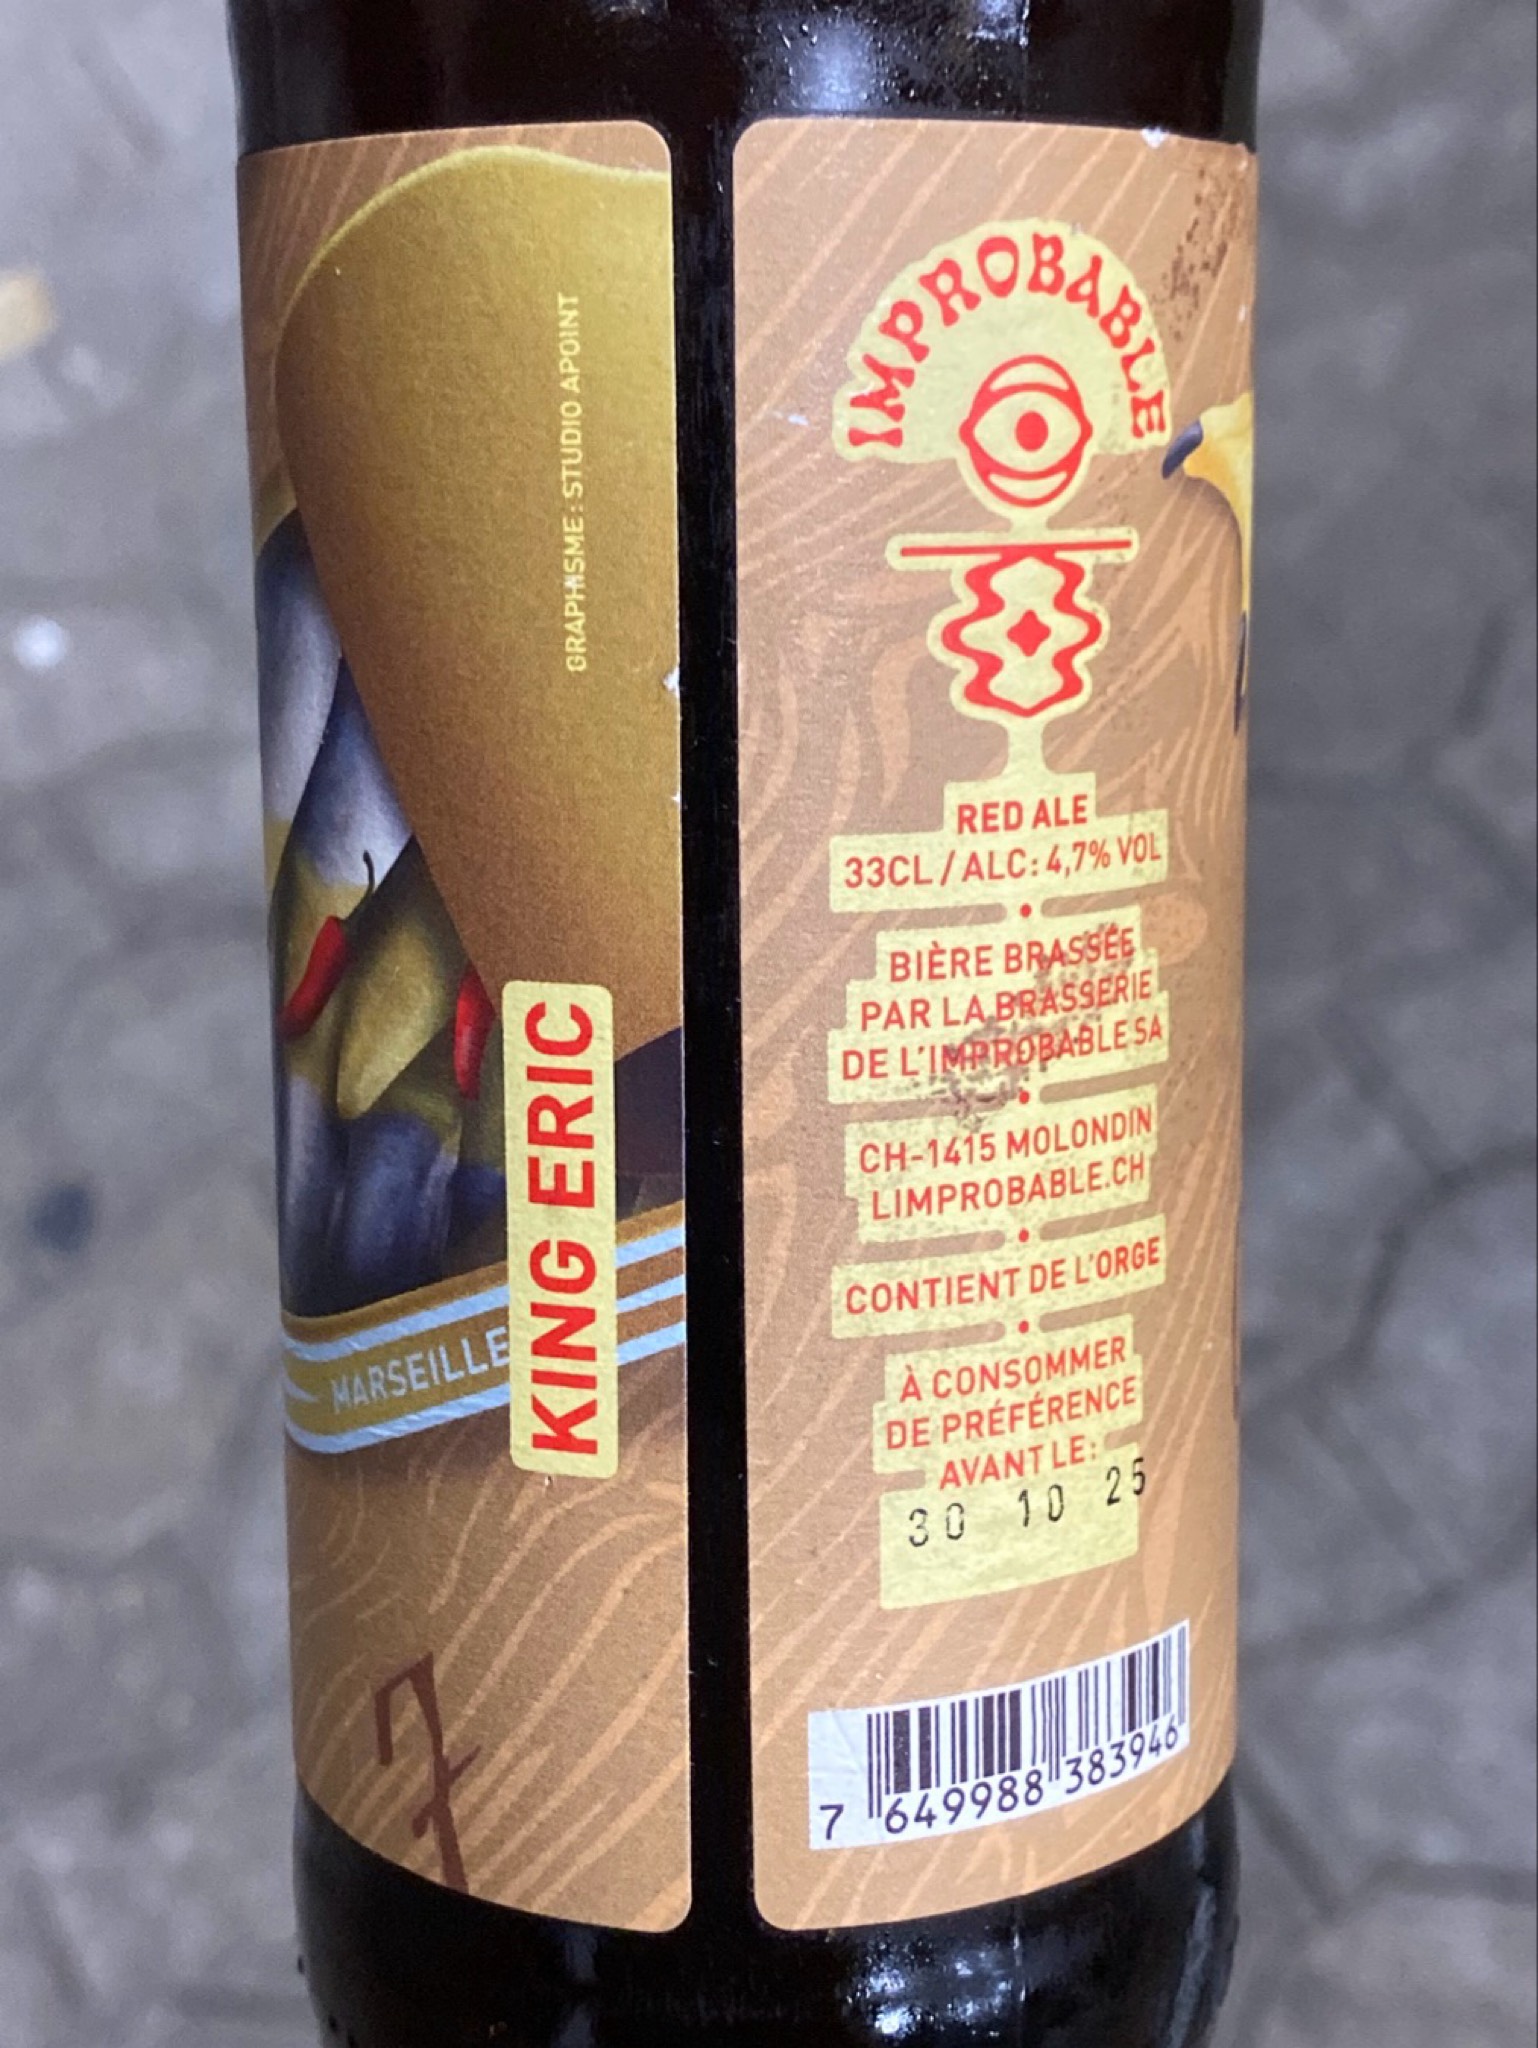 GRAPHISME : STUDIO APOINT
KING ERIC
MARSEILLE
7
IMPROBABLE
RED ALE
33CL / ALC : 4,7% VOL
BIÈRE BRASSÉE
PAR LA BRASSERIE
DE L'IMPROBABLE SA
CH-1415 MOLONDIN
LIMPROBABLE.CH
CONTIENT DE L'ORGE
À CONSOMMER
DE PRÉFÉRENCE
AVANT LE :
30 10 25
7 649988 383946